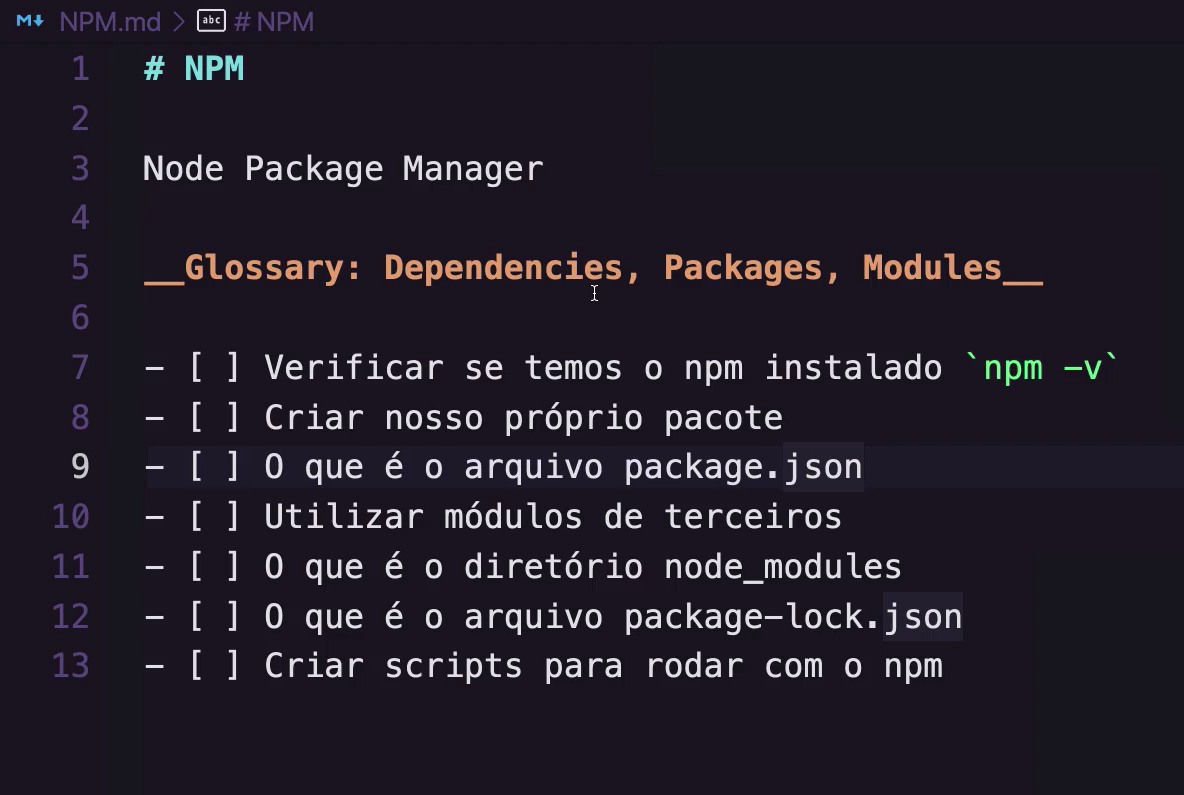 NPM.md > abc # NPM
1 # NPM
2
3 Node Package Manager
4
5 __Glossary: Dependencies, Packages, Modules__
6
7 - [ ] Verificar se temos o npm instalado `npm -v`
8 - [ ] Criar nosso próprio pacote
9 - [ ] O que é o arquivo package.json
10 - [ ] Utilizar módulos de terceiros
11 - [ ] O que é o diretório node_modules
12 - [ ] O que é o arquivo package-lock.json
13 - [ ] Criar scripts para rodar com o npm